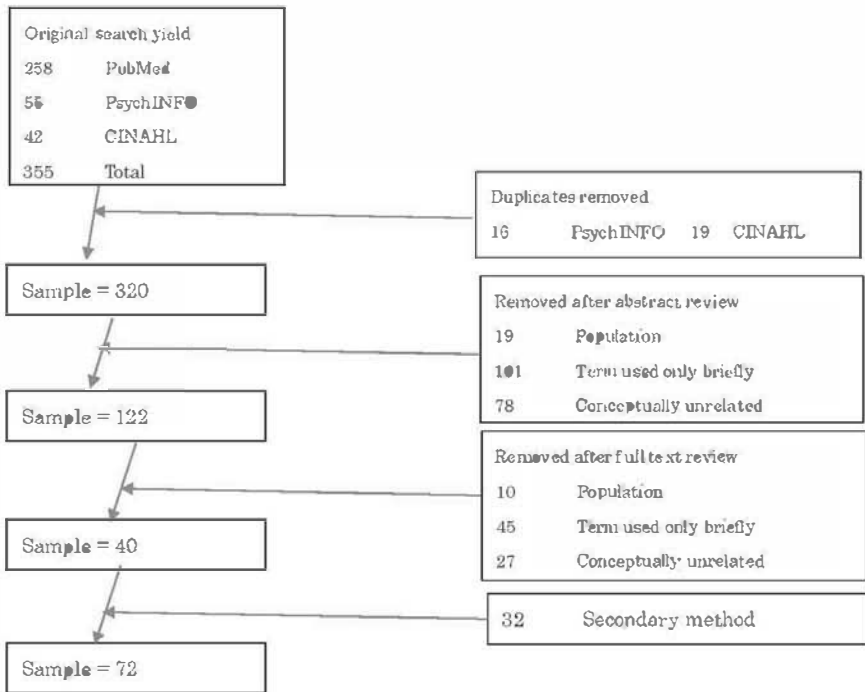 Original search yield
258 PubMed
55 PsychINFO
42 CINAHL
355 Total
Duplicates removed
16 PsychINFO 19 CINAHL
Sample = 320
Removed after abstract review
19 Population
101 Term used only briefly
78 Conceptually unrelated
Sample = 122
Removed after full text review
10 Population
45 Term used only briefly
27 Conceptually unrelated
Sample = 40
32 Secondary method
Sample = 72